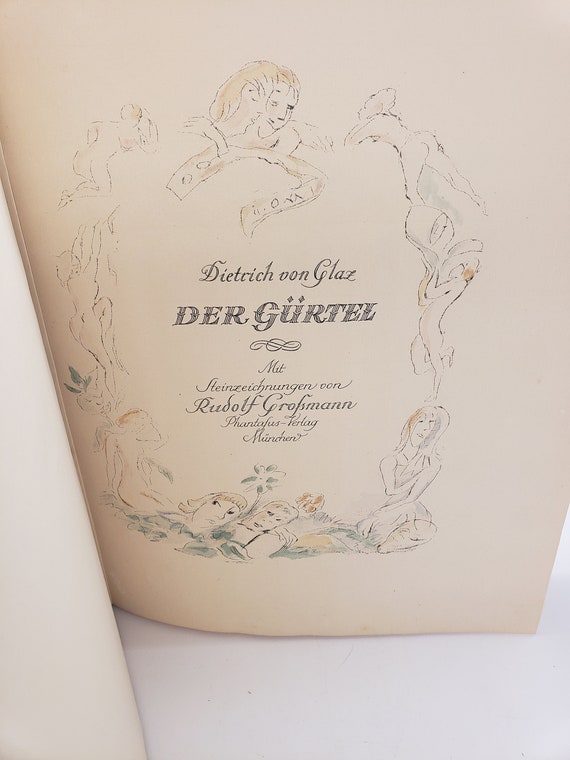 Dietrich von Glaz
DER GÜRTEL
Mit
Steinzeichnungen von
Rudolf Großmann
Phantasus-Verlag
München